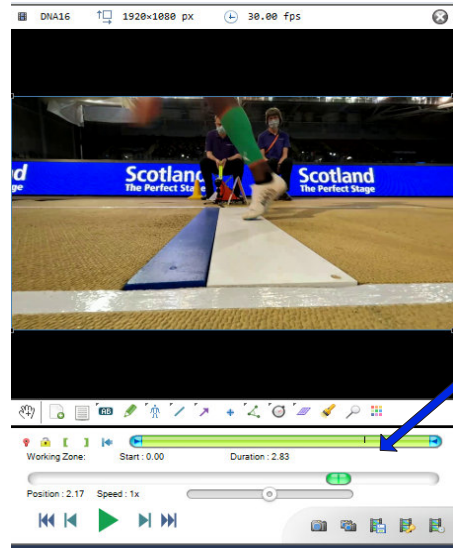 DNA16 1920×1080 px 30.00 fps
Scotland
The Perfect Stage
Scotland
The Perfect Stage
AB
Working Zone: Start : 0.00 Duration : 2.83
Position : 2.17 Speed : 1x